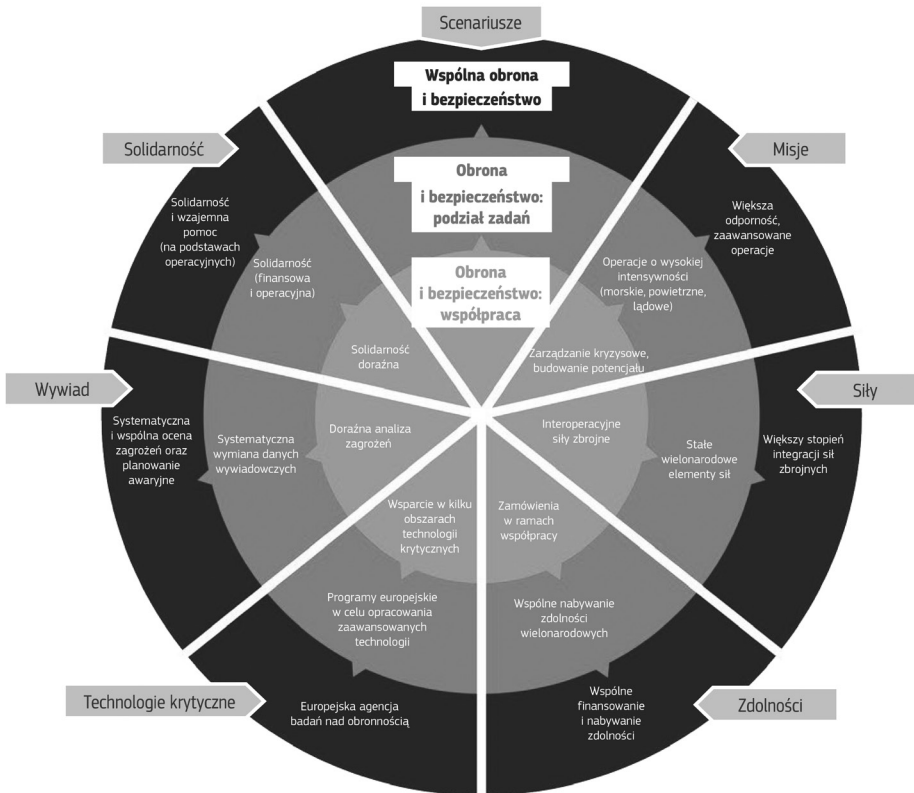 Scenariusze
Wspólna obrona
i bezpieczeństwo
Obrona
i bezpieczeństwo:
podział zadań
Obrona
i bezpieczeństwo:
współpraca
Solidarność
Solidarność
i wzajemna
pomoc
(na podstawach
operacyjnych)
Solidarność
(finansowa
i operacyjna)
Solidarność
doraźna
Misje
Większa
odporność,
zaawansowane
operacje
Operacje o wysokiej
intensywności
(morskie, powietrzne,
lądowe)
Zarządzanie kryzysowe,
budowanie potencjału
Wywiad
Systematyczna
i wspólna ocena
zagrożeń oraz
planowanie
awaryjne
Systematyczna
wymiana danych
wywiadowczych
Doraźna analiza
zagrożeń
Siły
Interoperacyjne
siły zbrojne
Stałe
wielonarodowe
elementy sił
Większy stopień
integracji sił
zbrojnych
Technologie krytyczne
Wsparcie w kilku
obszarach
technologii
krytycznych
Programy europejskie
w celu opracowania
zaawansowanych
technologii
Europejska agencja
badań nad obronnością
Zdolności
Zamówienia
w ramach
współpracy
Wspólne nabywanie
zdolności
wielonarodowych
Wspólne
finansowanie
i nabywanie
zdolności